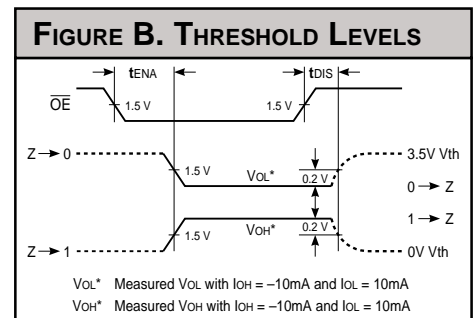 FIGURE B. THRESHOLD LEVELS
tENA tDIS
OE 1.5 V 1.5 V
Z 0 3.5V Vth
1.5 V VOL* 0.2 V
0 Z
1 Z
1.5 V VOH* 0.2 V
Z 1 0V Vth
VOL* Measured VOL with IOH = –10mA and IOL = 10mA
VOH* Measured VOH with IOH = –10mA and IOL = 10mA